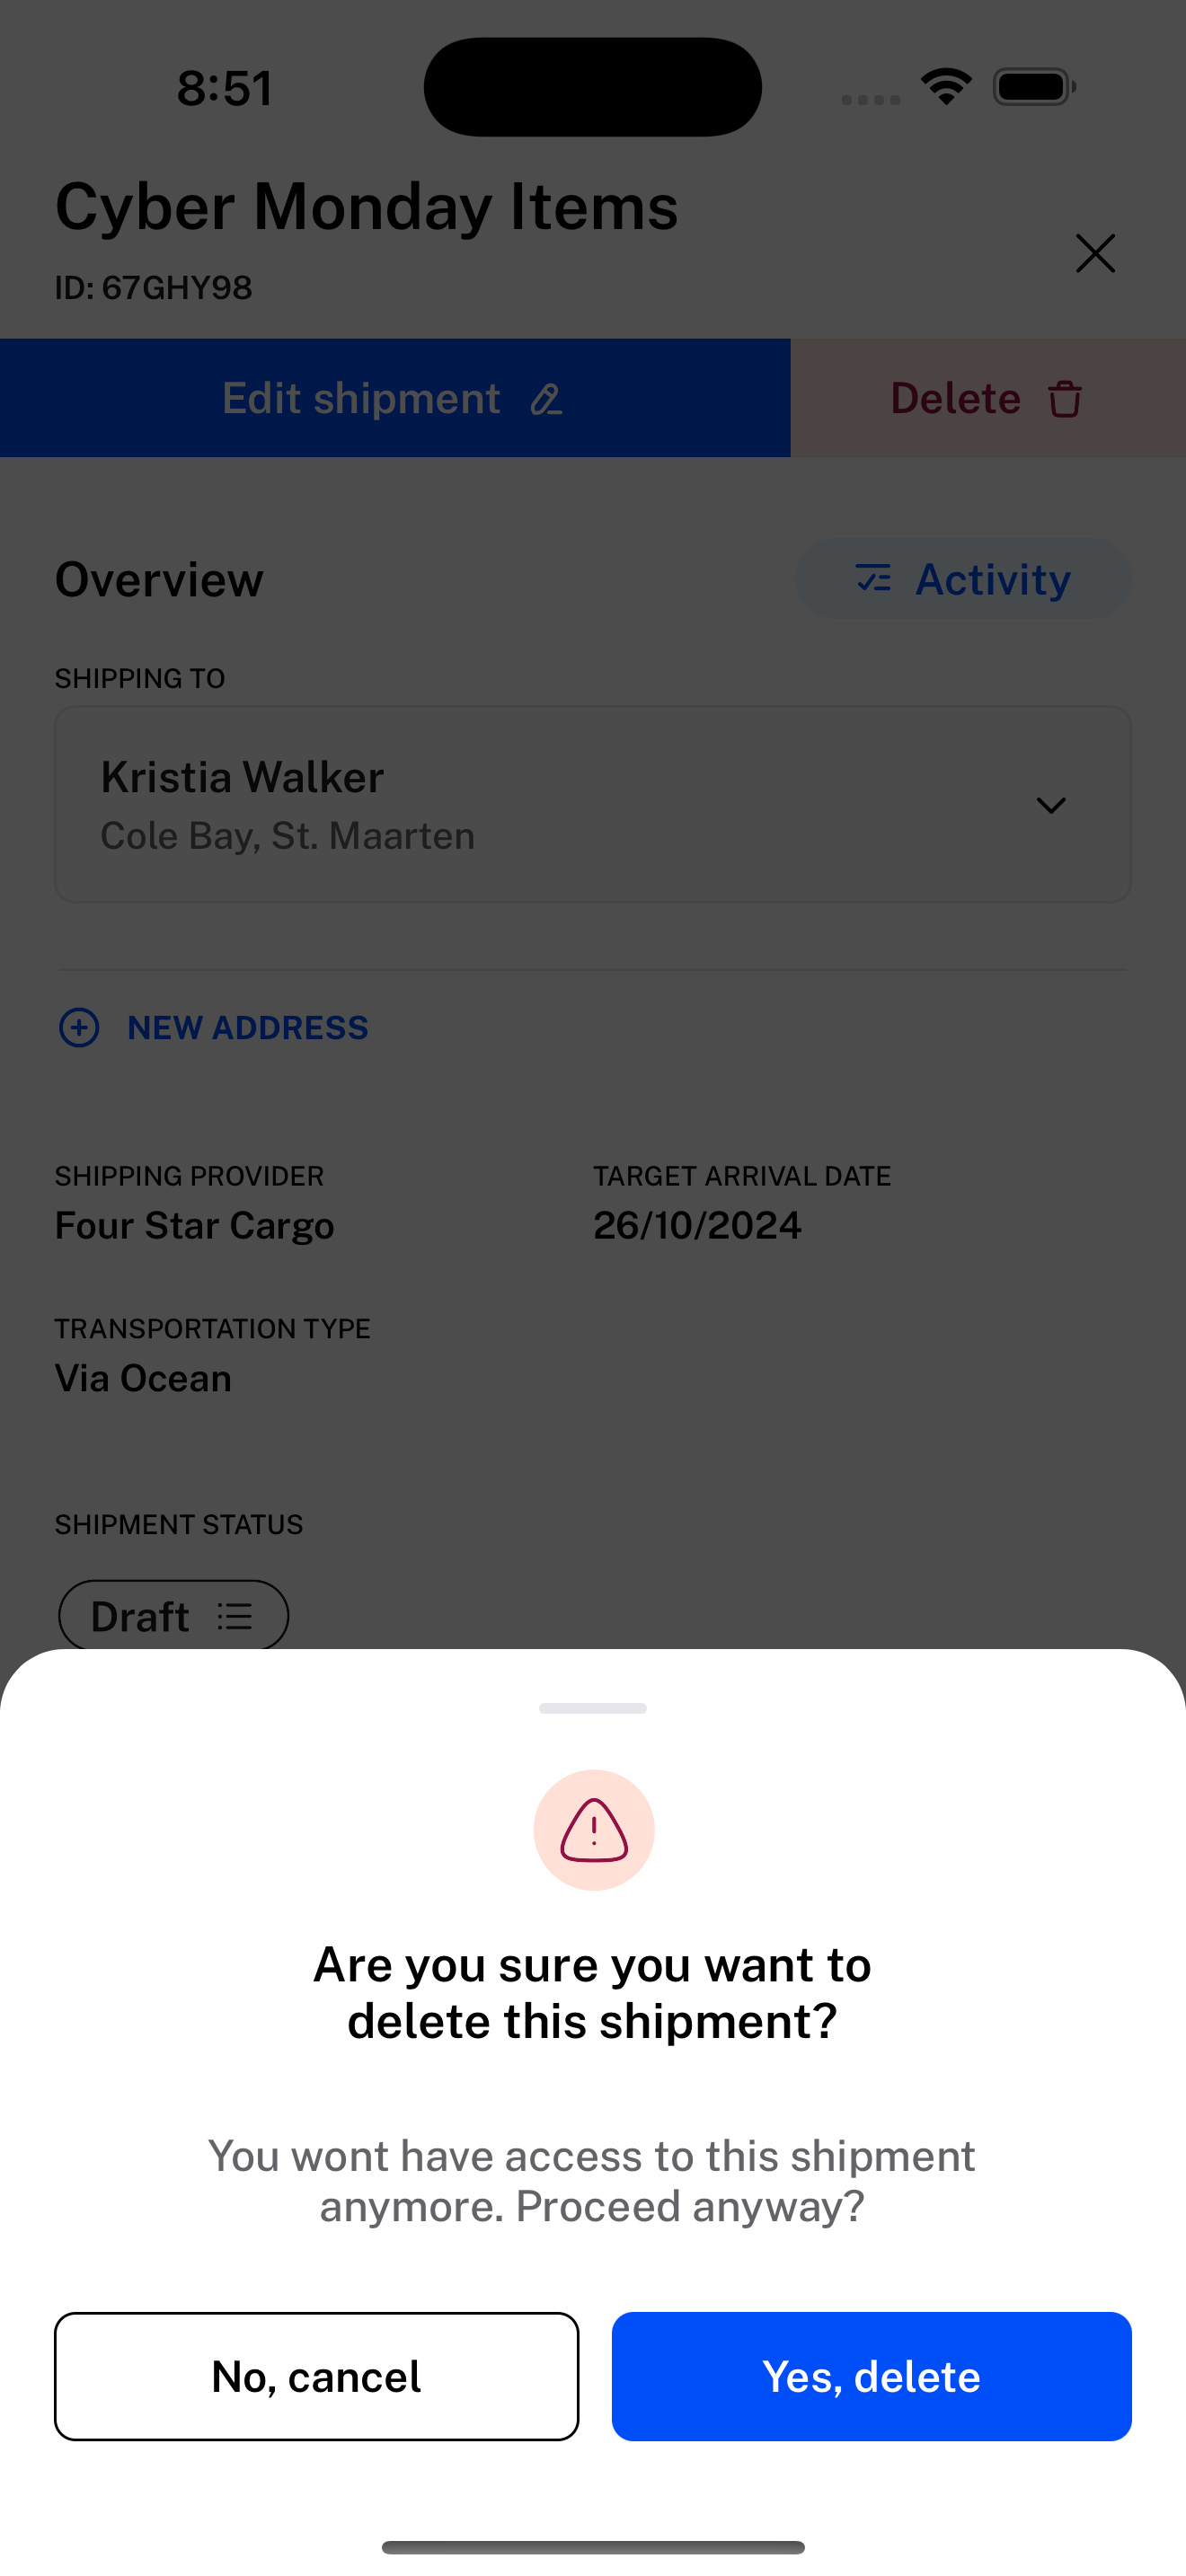 8:51
Cyber Monday Items
ID: 67GHY98
Edit shipment
Delete
Overview
Activity
SHIPPING TO
Kristia Walker
Cole Bay, St. Maarten
NEW ADDRESS
SHIPPING PROVIDER
TARGET ARRIVAL DATE
Four Star Cargo
26/10/2024
TRANSPORTATION TYPE
Via Ocean
SHIPMENT STATUS
Draft
Are you sure you want to
delete this shipment?
You wont have access to this shipment
anymore. Proceed anyway?
No, cancel
Yes, delete